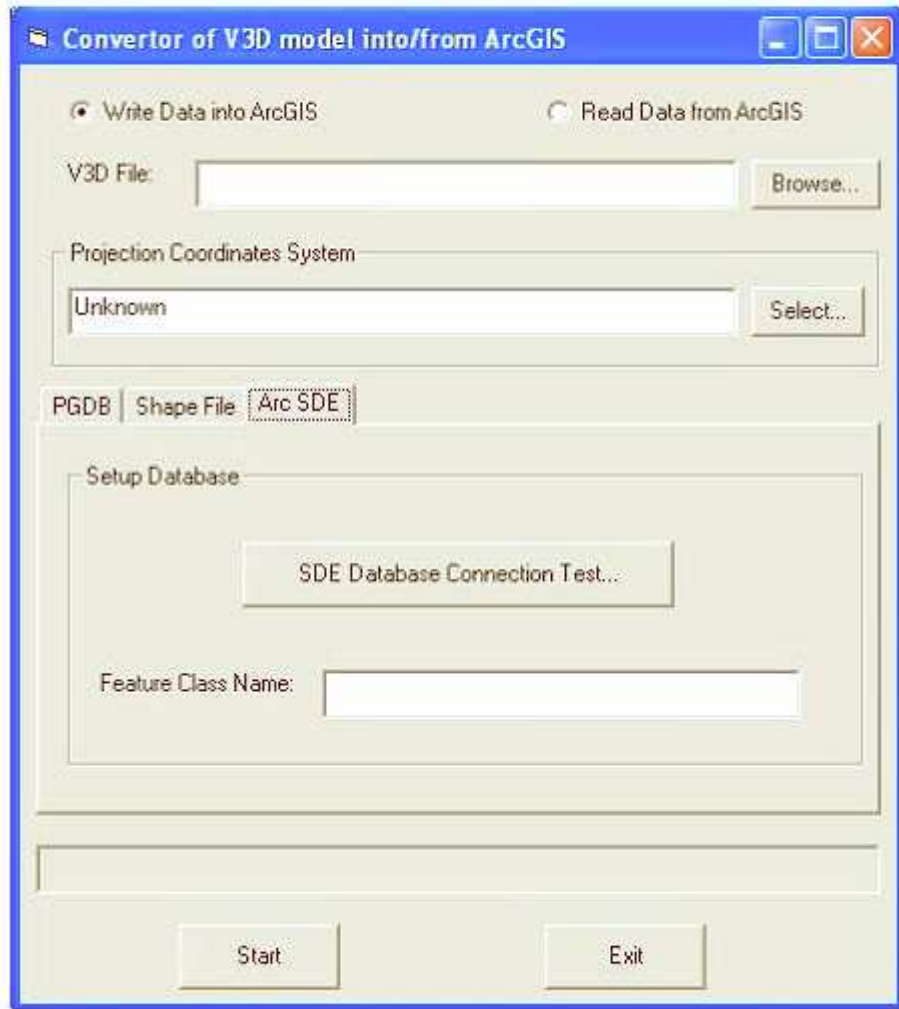 Convertor of V3D model into/from ArcGIS
Write Data into ArcGIS
Read Data from ArcGIS
V3D File:
Browse...
Projection Coordinates System
Unknown
Select...
PGDB
Shape File
Arc SDE
Setup Database
SDE Database Connection Test...
Feature Class Name:
Start
Exit